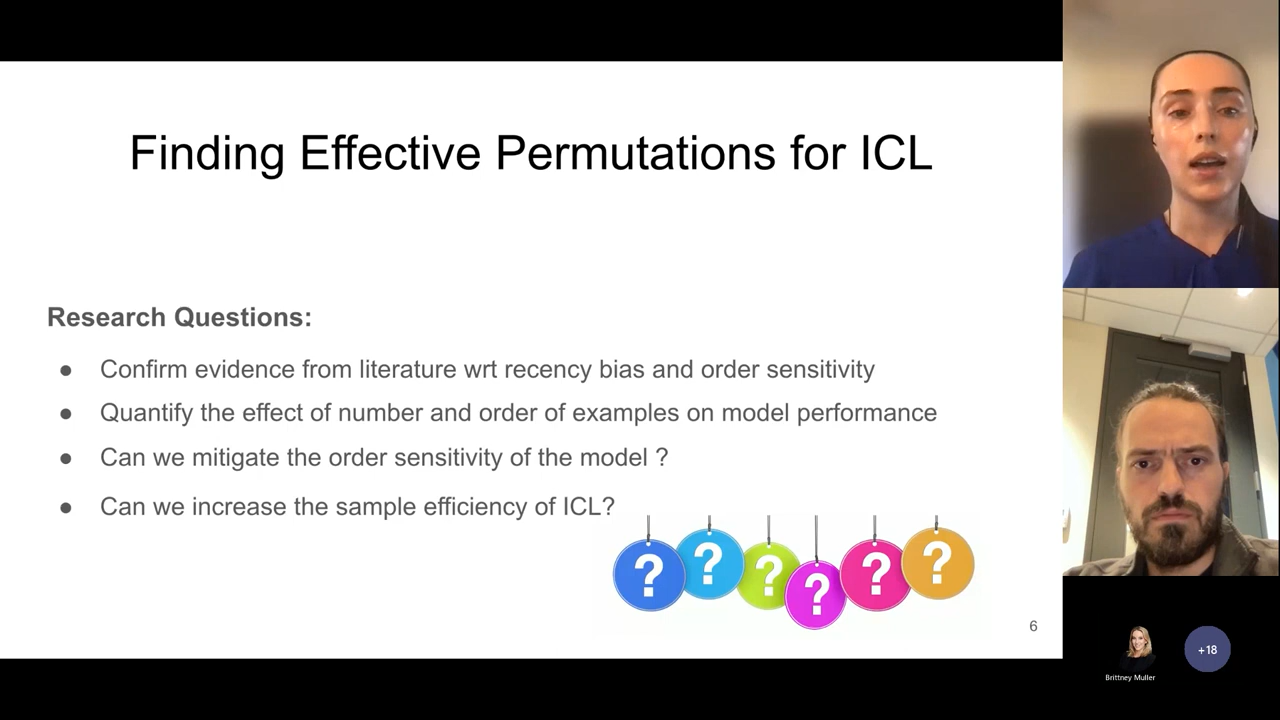 Finding Effective Permutations for ICL
Research Questions:
● Confirm evidence from literature wrt recency bias and order sensitivity
● Quantify the effect of number and order of examples on model performance
● Can we mitigate the order sensitivity of the model ?
● Can we increase the sample efficiency of ICL?
? ? ? ? ? ?
6
+18
Brittney Muller